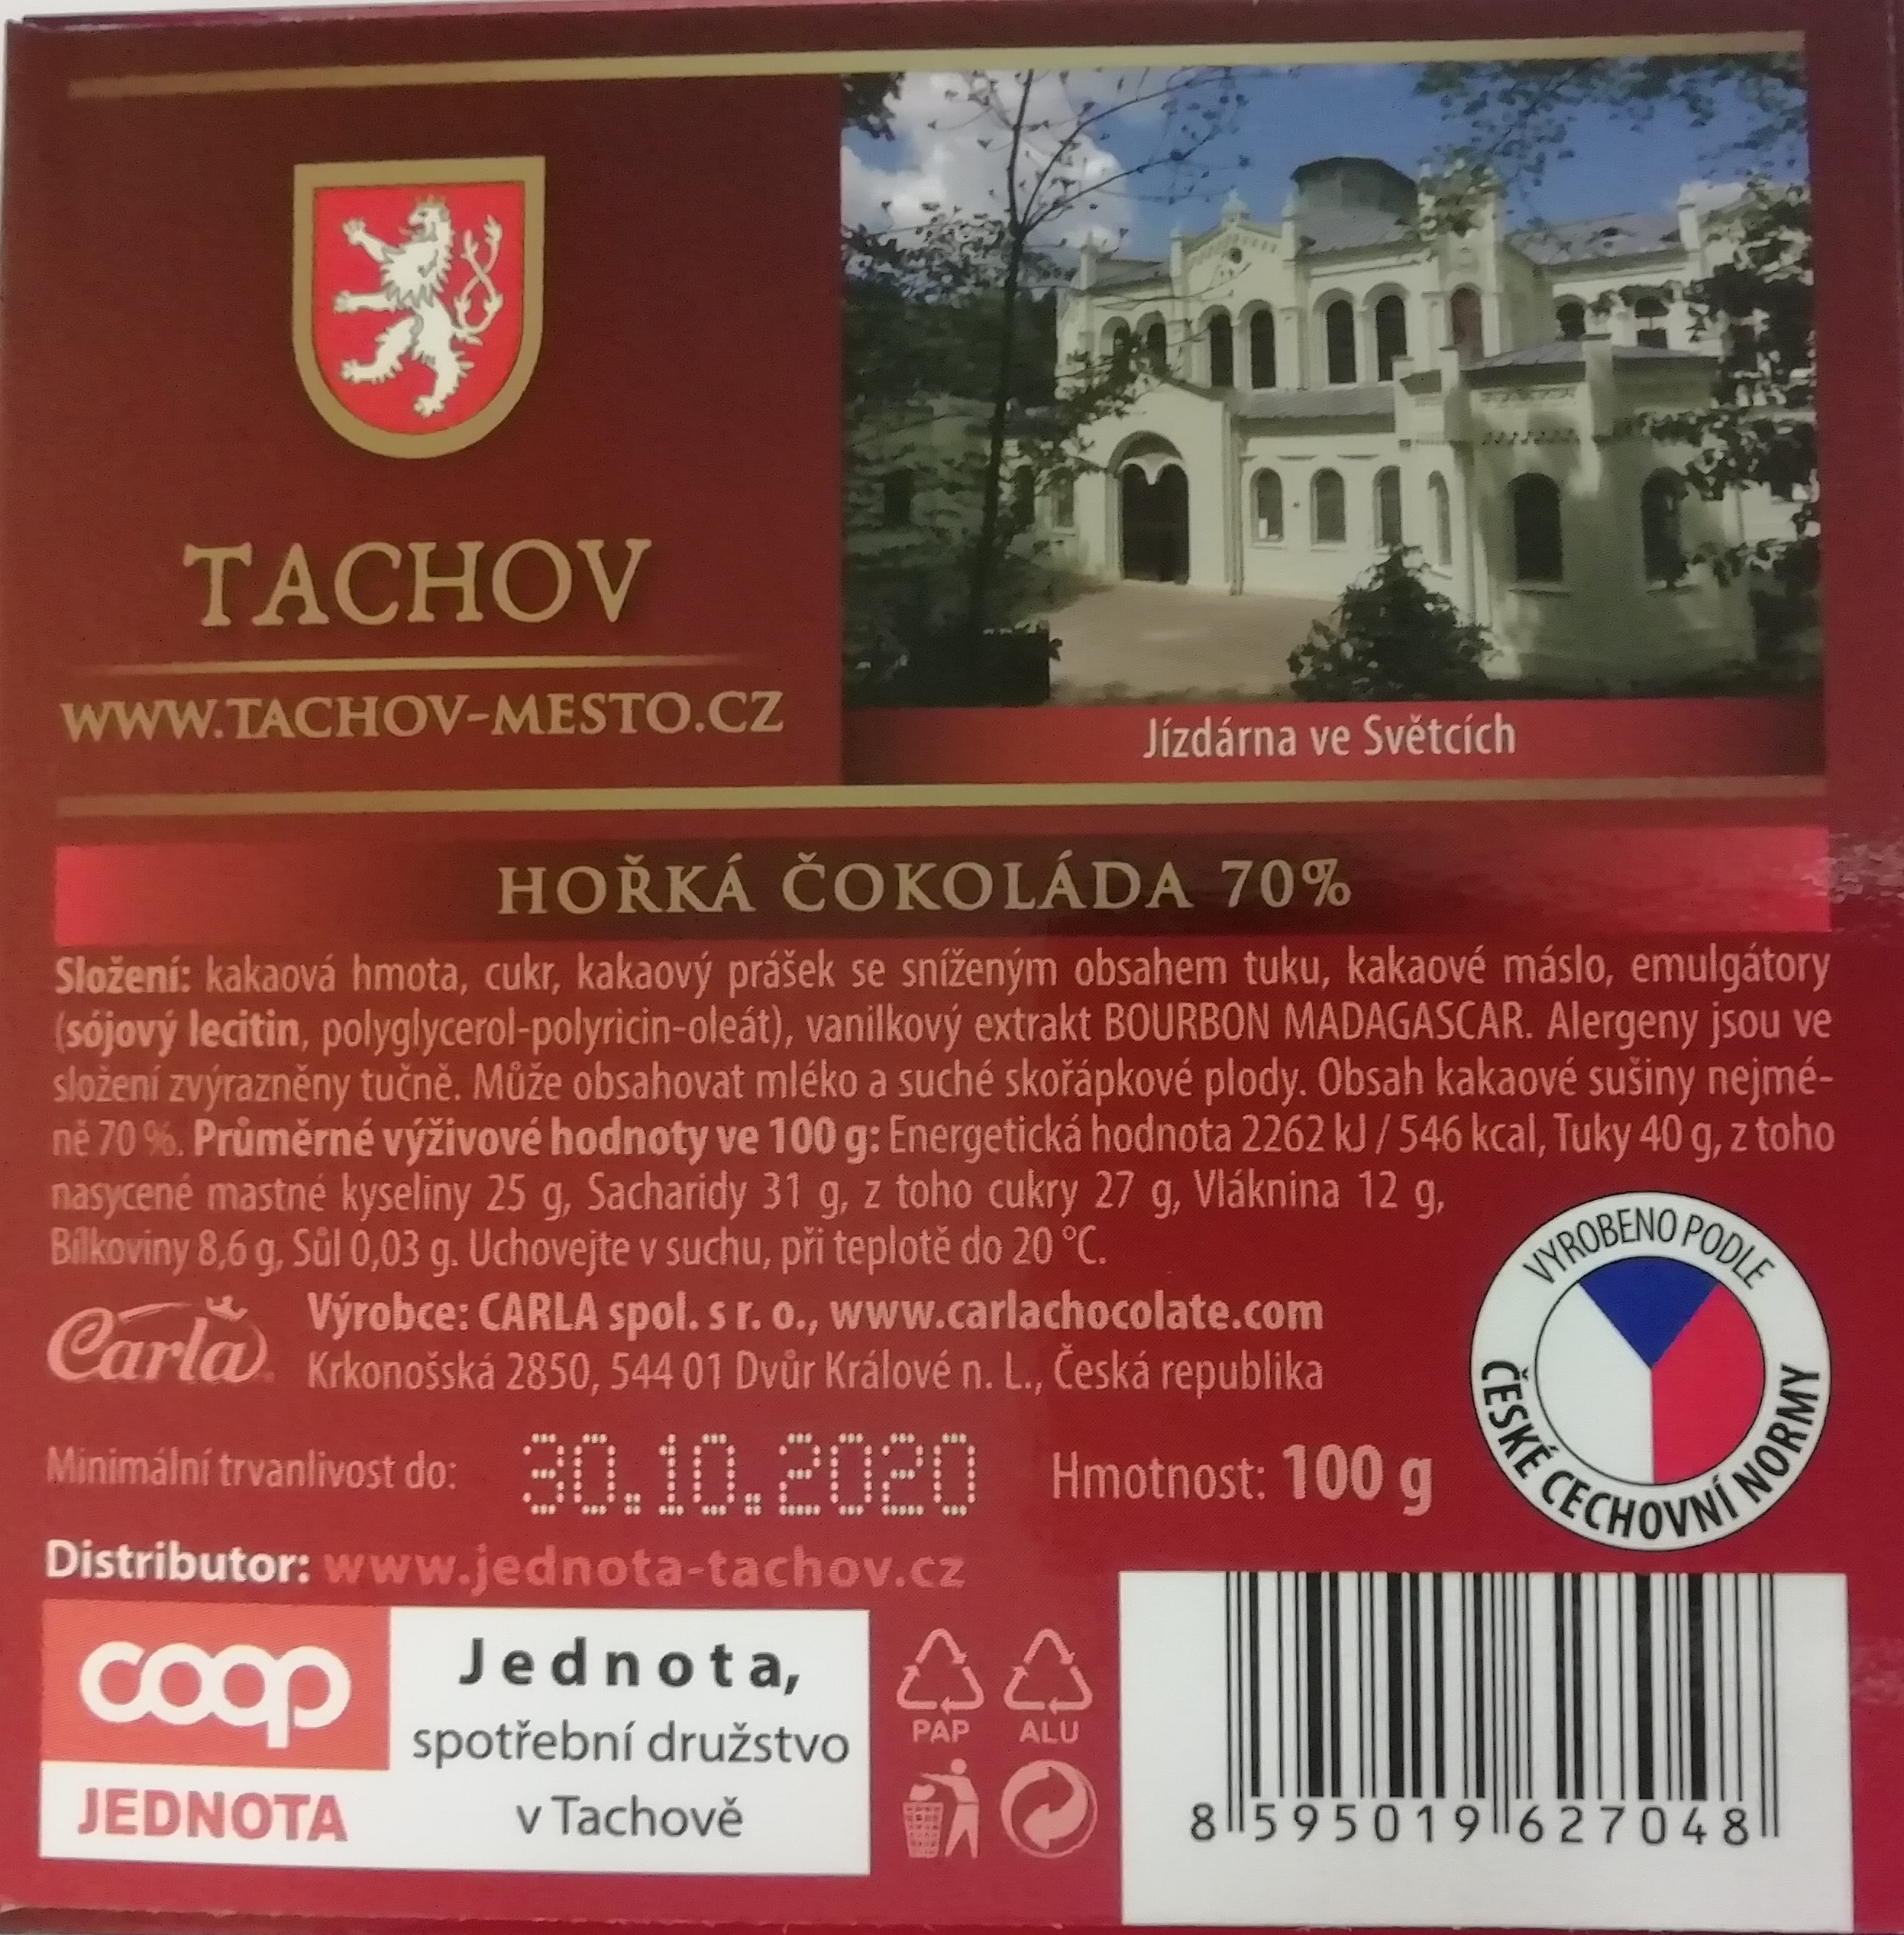 TACHOV
WWW.TACHOV-MESTO.CZ
Jízdárna ve Světcích
HOŘKÁ ČOKOLÁDA 70%
Složení: kakaová hmota, cukr, kakaový prášek se sníženým obsahem tuku, kakaové máslo, emulgátory
(sójový lecitin, polyglycerol-polyricin-oleát), vanilkový extrakt BOURBON MADAGASCAR. Alergeny jsou ve
složení zvýrazněny tučně. Může obsahovat mléko a suché skořápkové plody. Obsah kakaové sušiny nejmé-
ně 70 %. Průměrné výživové hodnoty ve 100 g: Energetická hodnota 2262 kJ / 546 kcal, Tuky 40 g, z toho
nasycené mastné kyseliny 25 g, Sacharidy 31 g, z toho cukry 27 g, Vláknina 12 g,
Bílkoviny 8,6 g, Sůl 0,03 g. Uchovejte v suchu, při teplotě do 20 °C.
VYROBENO PODLE
ČESKÉ CECHOVNÍ NORMY
Carla
Výrobce: CARLA spol. s r. o., www.carlachocolate.com
Krkonošská 2850, 544 01 Dvůr Králové n. L., Česká republika
Minimální trvanlivost do: 30.10.2020 Hmotnost: 100 g
Distributor: www.jednota-tachov.cz
coop
JEDNOTA
Jednota,
spotřební družstvo
v Tachově
PAP ALU
8 595019 627048